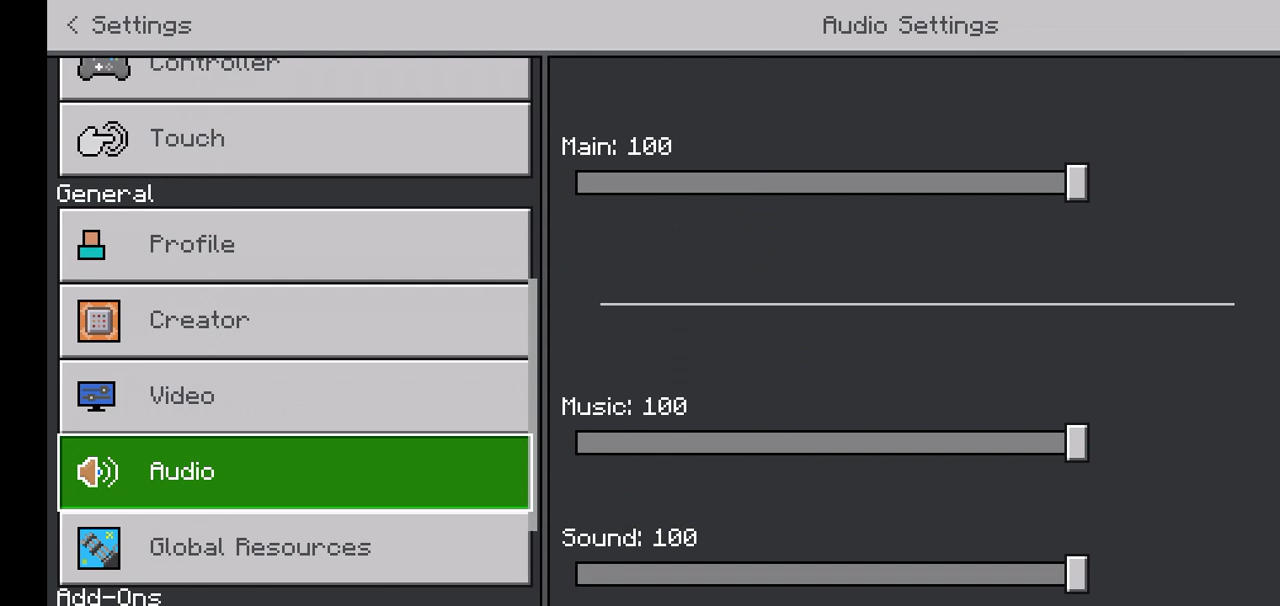 < Settings
Audio Settings
Controller
Touch
General
Profile
Creator
Video
Audio
Global Resources
Add-Ons
Main: 100
Music: 100
Sound: 100